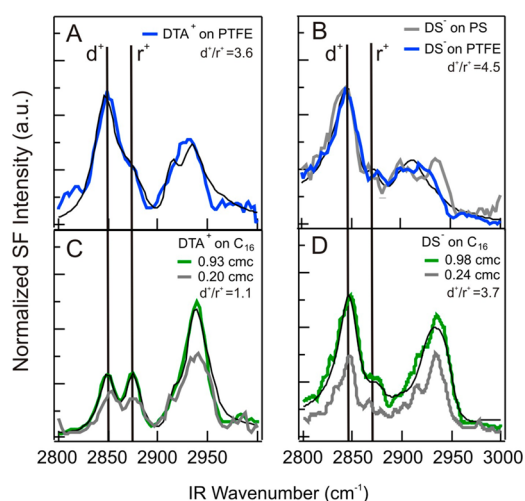 A
DTA⁺ on PTFE
d⁺/r⁺=3.6
d⁺
r⁺
B
DS⁻ on PS
DS⁻ on PTFE
d⁺/r⁺=4.5
d⁺
r⁺
Normalized SF Intensity (a.u.)
C
DTA⁺ on C₁₆
0.93 cmc
0.20 cmc
d⁺/r⁺=1.1
D
DS⁻ on C₁₆
0.98 cmc
0.24 cmc
d⁺/r⁺=3.7
2800 2850 2900 2950
2800 2850 2900 2950 3000
IR Wavenumber (cm⁻¹)